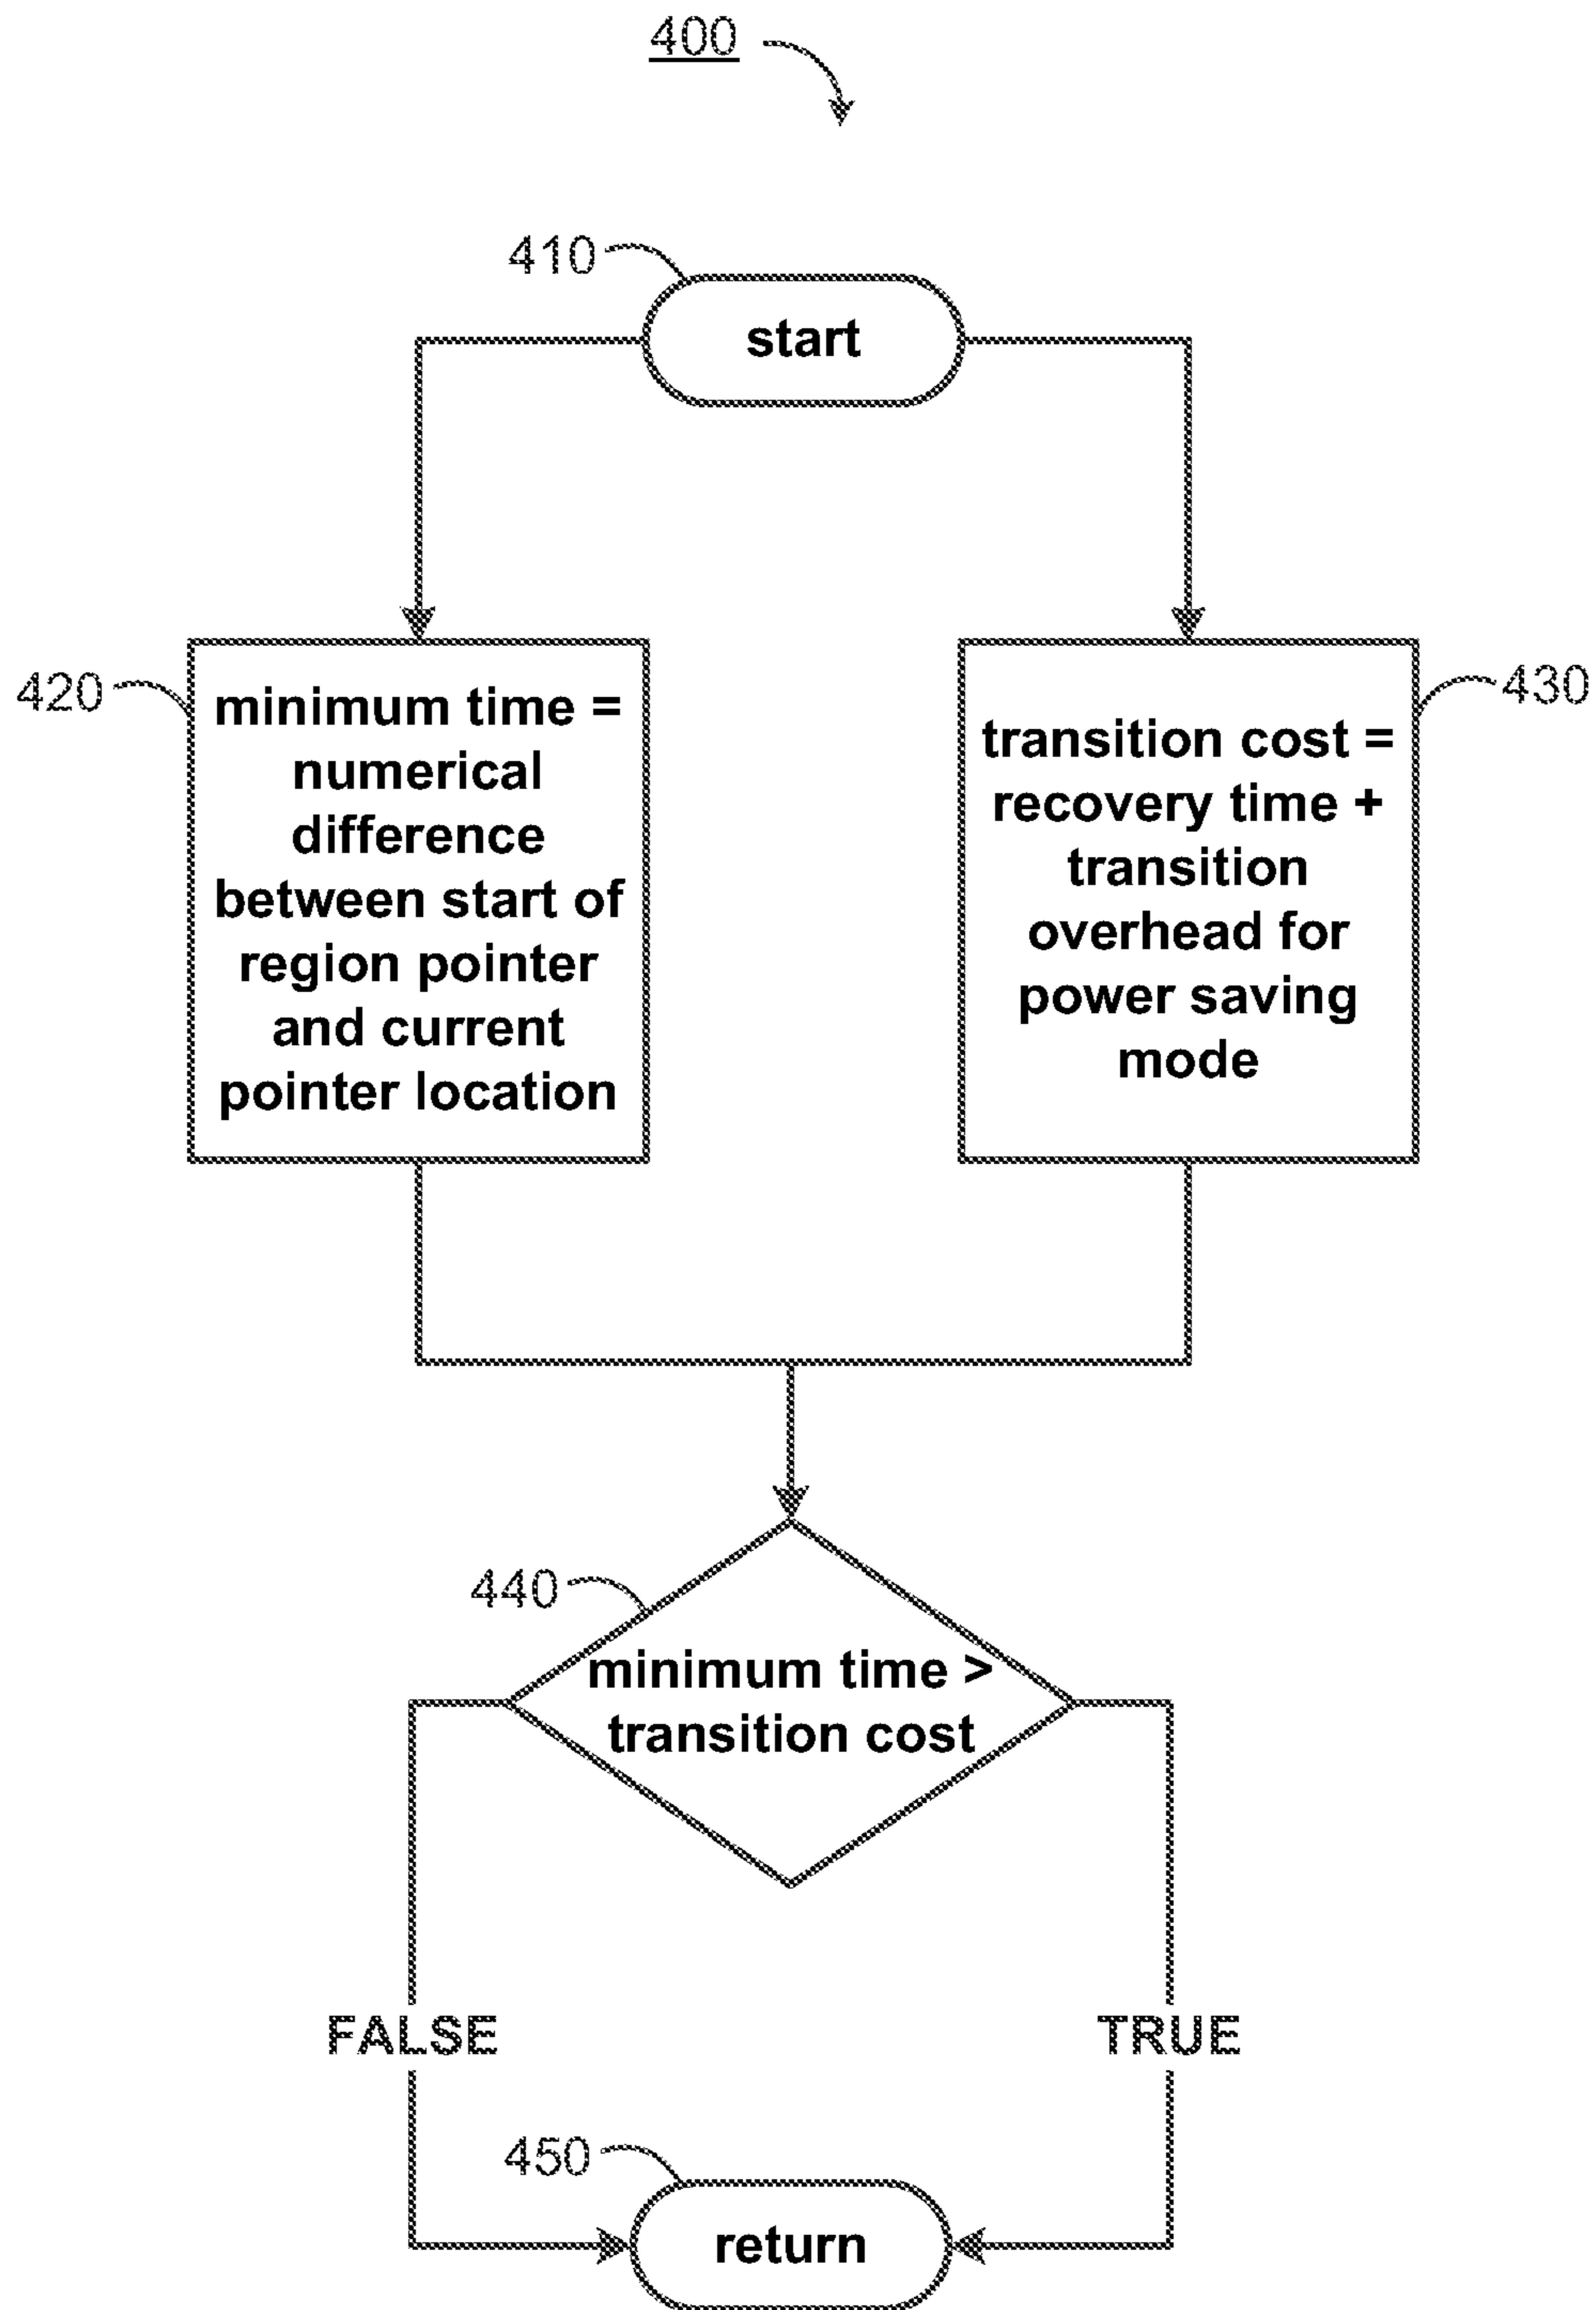 400
410
start
420
minimum time =
numerical
difference
between start of
region pointer
and current
pointer location
430
transition cost =
recovery time +
transition
overhead for
power saving
mode
440
minimum time >
transition cost
FALSE
TRUE
450
return